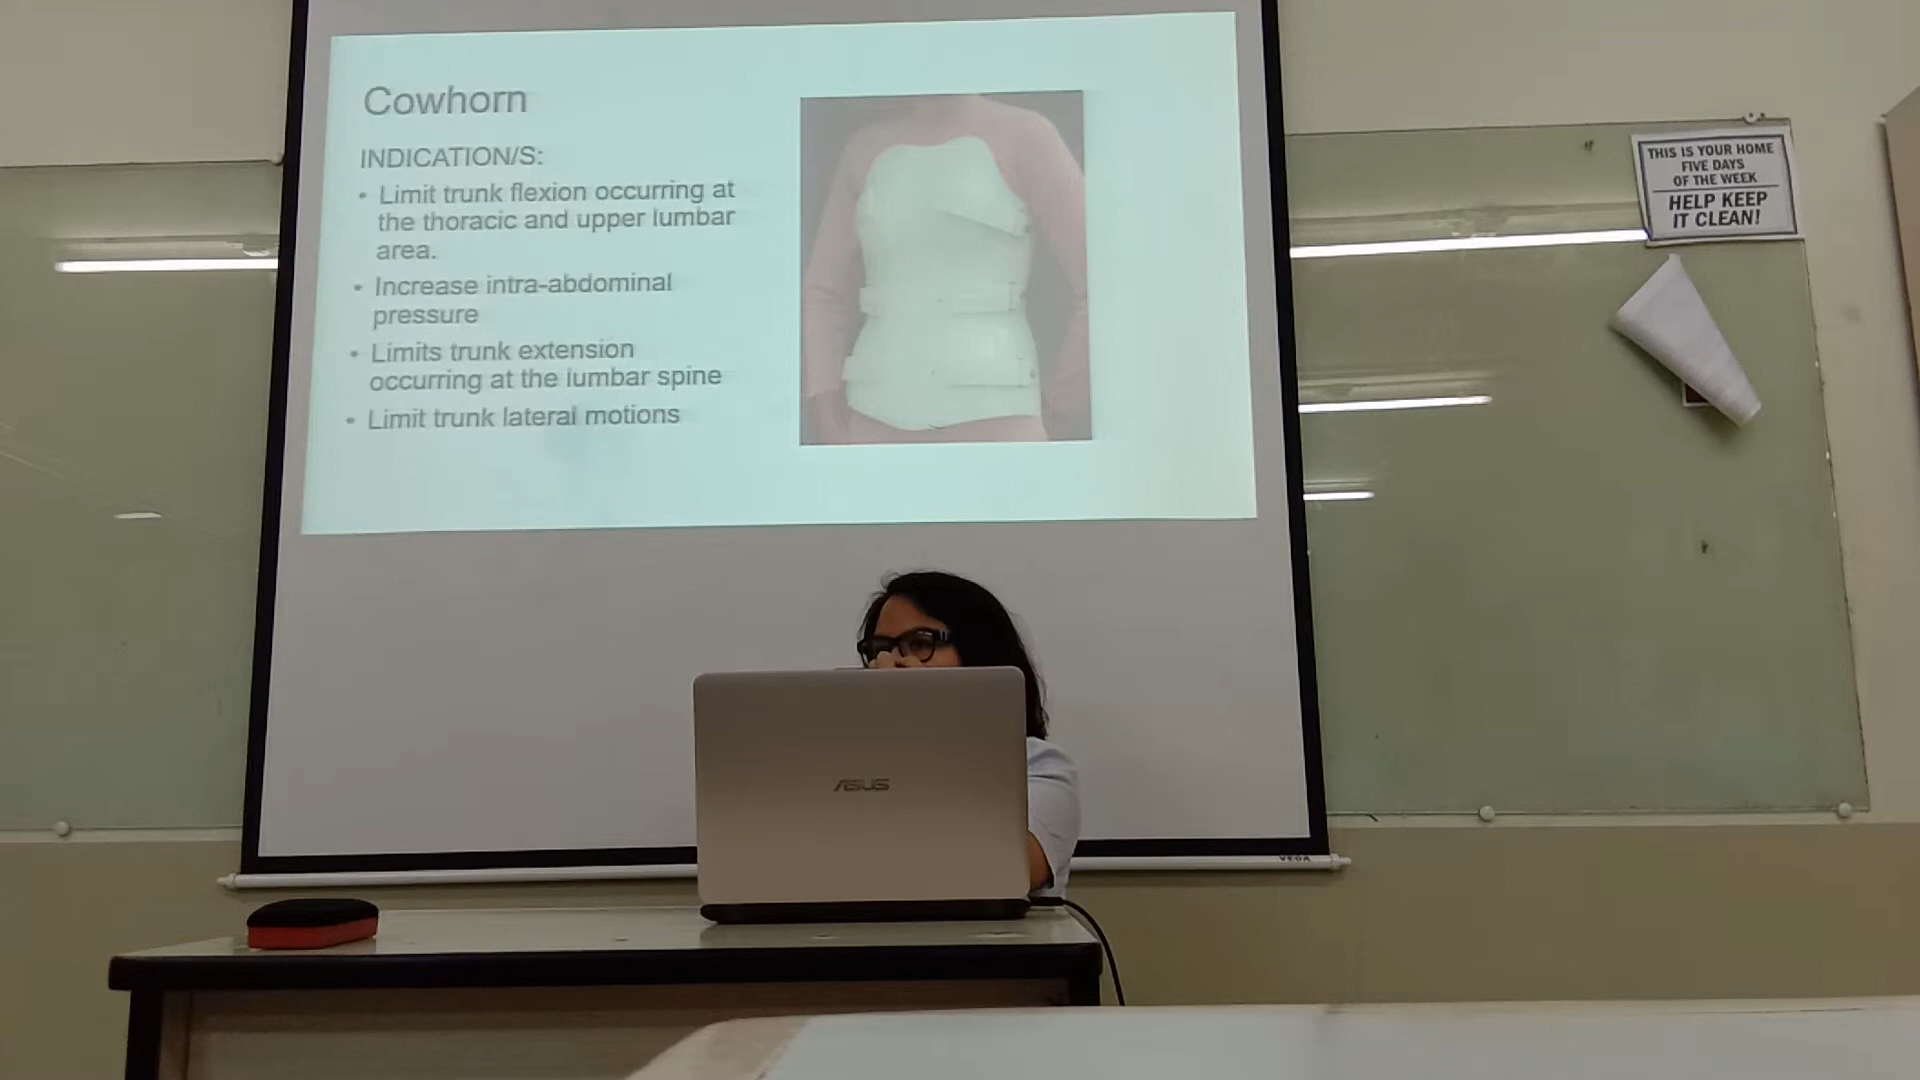 Cowhorn
INDICATION/S:
• Limit trunk flexion occurring at
the thoracic and upper lumbar
area.
• Increase intra-abdominal
pressure
• Limits trunk extension
occurring at the lumbar spine
• Limit trunk lateral motions
THIS IS YOUR HOME
FIVE DAYS
OF THE WEEK
HELP KEEP
IT CLEAN!
ASUS
VEGA